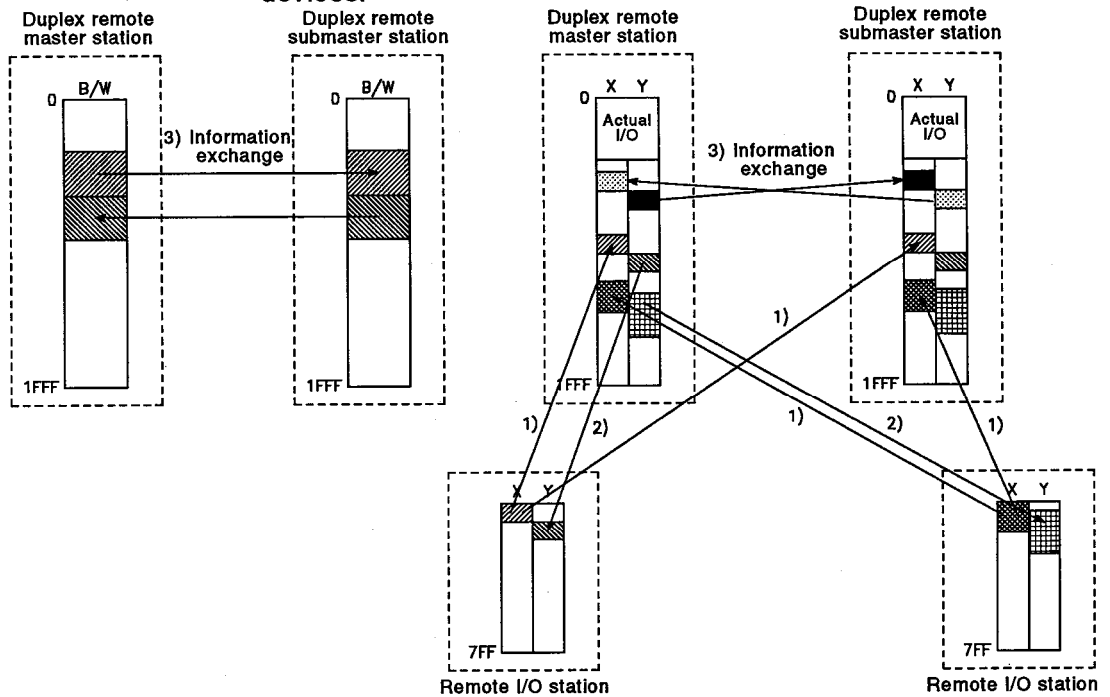 devices.
Duplex remote
master station
Duplex remote
submaster station
Duplex remote
master station
Duplex remote
submaster station
B/W
B/W
X Y
X Y
0
0
0
0
Actual
I/O
Actual
I/O
3) Information
exchange
3) Information
exchange
1)
1FFF
1FFF
1FFF
1FFF
1)
2)
1)
2)
1)
X Y
X Y
7FF
7FF
Remote I/O station
Remote I/O station